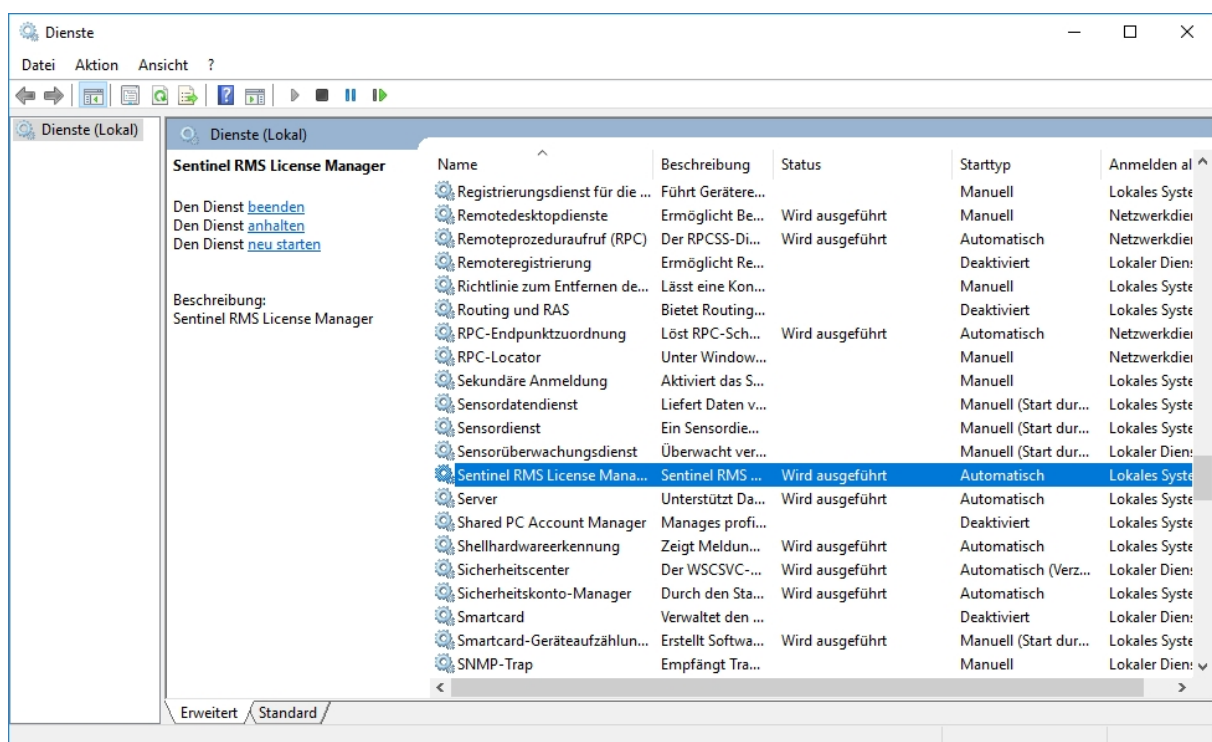 Dienste
Datei Aktion Ansicht ?
Dienste (Lokal)
Dienste (Lokal)
Sentinel RMS License Manager
Den Dienst beenden
Den Dienst anhalten
Den Dienst neu starten
Beschreibung:
Sentinel RMS License Manager
Name Beschreibung Status Starttyp Anmelden al
Registrierungsdienst für die ... Führt Gerätere... Manuell Lokales Syste
Remotedesktopdienste Ermöglicht Be... Wird ausgeführt Manuell Netzwerkdien
Remoteprozeduraufruf (RPC) Der RPCSS-Di... Wird ausgeführt Automatisch Netzwerkdien
Remoteregistrierung Ermöglicht Re... Deaktiviert Lokaler Diens
Richtlinie zum Entfernen de... Lässt eine Kon... Manuell Lokales Syste
Routing und RAS Bietet Routing... Deaktiviert Lokales Syste
RPC-Endpunktzuordnung Löst RPC-Sch... Wird ausgeführt Automatisch Netzwerkdien
RPC-Locator Unter Window... Manuell Netzwerkdien
Sekundäre Anmeldung Aktiviert das S... Manuell Lokales Syste
Sensordatendienst Liefert Daten v... Manuell (Start dur... Lokales Syste
Sensordienst Ein Sensordie... Manuell (Start dur... Lokales Syste
Sensorüberwachungsdienst Überwacht ver... Manuell (Start dur... Lokaler Diens
Sentinel RMS License Mana... Sentinel RMS ... Wird ausgeführt Automatisch Lokales Syste
Server Unterstützt Da... Wird ausgeführt Automatisch Lokales Syste
Shared PC Account Manager Manages profi... Deaktiviert Lokales Syste
Shellhardwareerkennung Zeigt Meldun... Wird ausgeführt Automatisch Lokales Syste
Sicherheitscenter Der WSCSVC-... Wird ausgeführt Automatisch (Verz... Lokaler Diens
Sicherheitskonto-Manager Durch den Sta... Wird ausgeführt Automatisch Lokales Syste
Smartcard Verwaltet den ... Deaktiviert Lokaler Diens
Smartcard-Geräteaufzählun... Erstellt Softwa... Wird ausgeführt Manuell (Start dur... Lokales Syste
SNMP-Trap Empfängt Tra... Manuell Lokaler Diens
Erweitert Standard